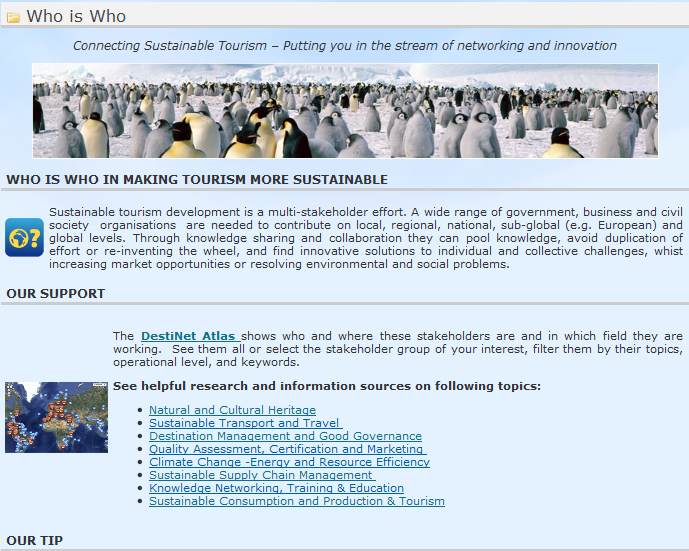 Who is Who
Connecting Sustainable Tourism – Putting you in the stream of networking and innovation
WHO IS WHO IN MAKING TOURISM MORE SUSTAINABLE
Sustainable tourism development is a multi-stakeholder effort. A wide range of government, business and civil
society organisations are needed to contribute on local, regional, national, sub-global (e.g. European) and
global levels. Through knowledge sharing and collaboration they can pool knowledge, avoid duplication of
effort or re-inventing the wheel, and find innovative solutions to individual and collective challenges, whist
increasing market opportunities or resolving environmental and social problems.
OUR SUPPORT
The DestiNet Atlas shows who and where these stakeholders are and in which field they are
working. See them all or select the stakeholder group of your interest, filter them by their topics,
operational level, and keywords.
See helpful research and information sources on following topics:
• Natural and Cultural Heritage
• Sustainable Transport and Travel
• Destination Management and Good Governance
• Quality Assessment, Certification and Marketing
• Climate Change -Energy and Resource Efficiency
• Sustainable Supply Chain Management
• Knowledge Networking, Training & Education
• Sustainable Consumption and Production & Tourism
OUR TIP